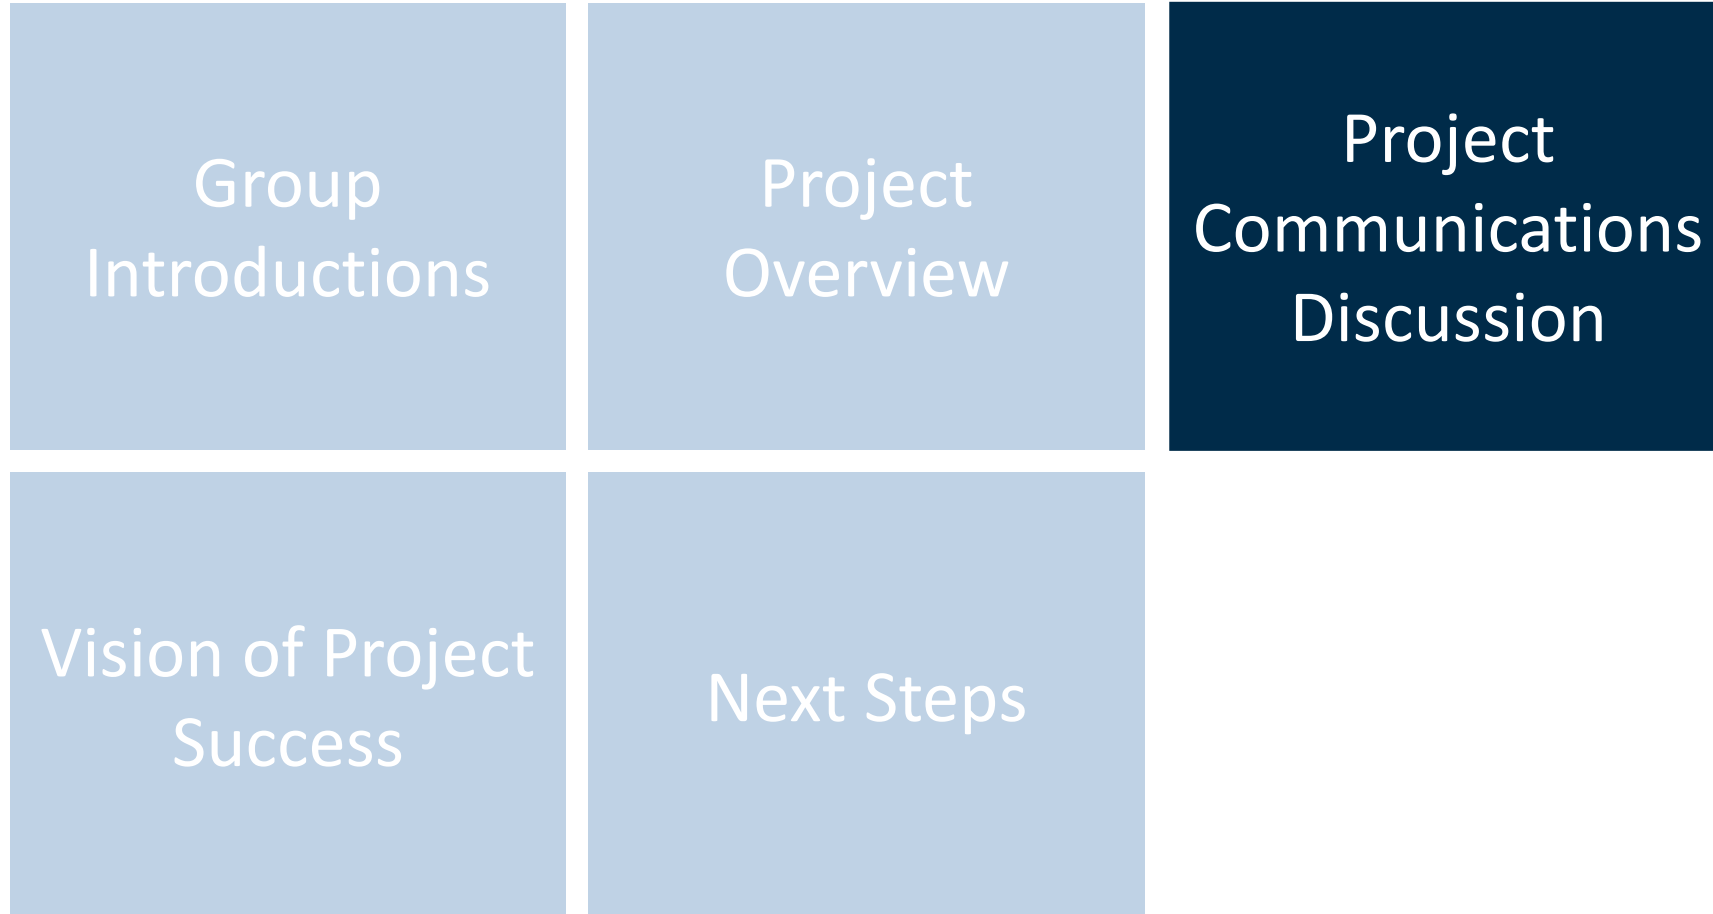 Group
Introductions
Project
Overview
Project
Communications
Discussion
Vision of Project
Success
Next Steps